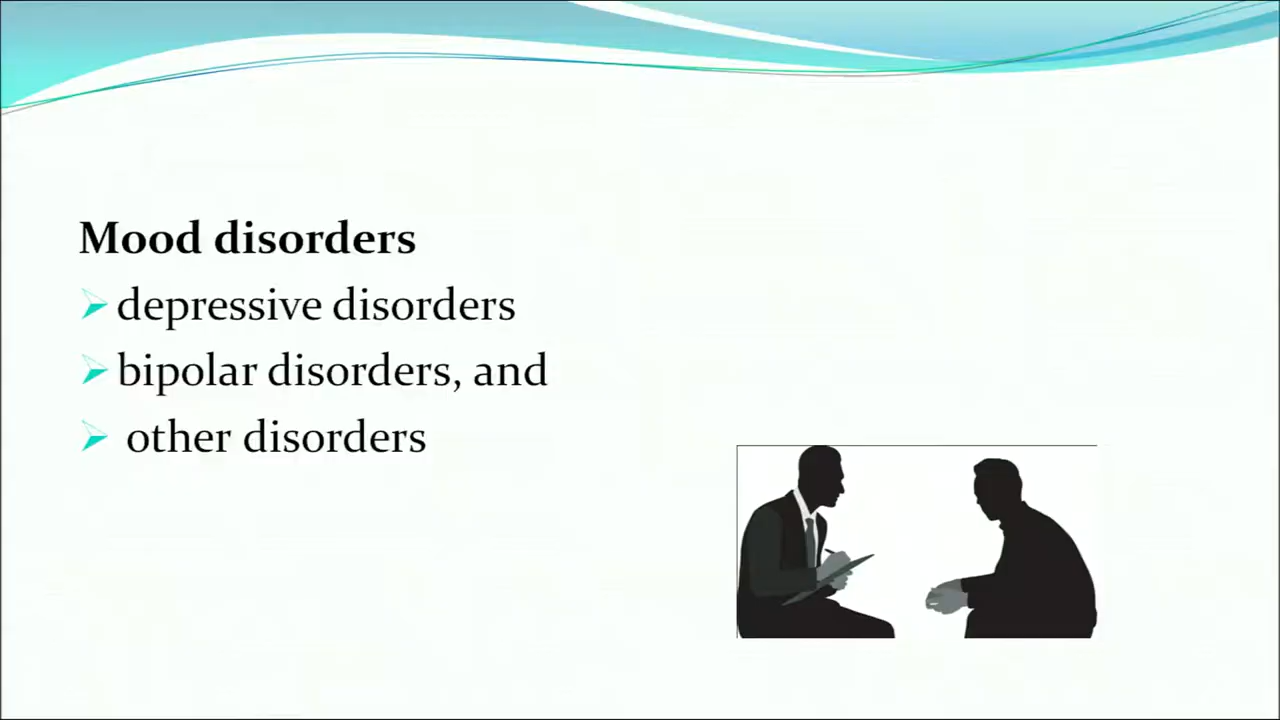 Mood disorders
depressive disorders
bipolar disorders, and
other disorders